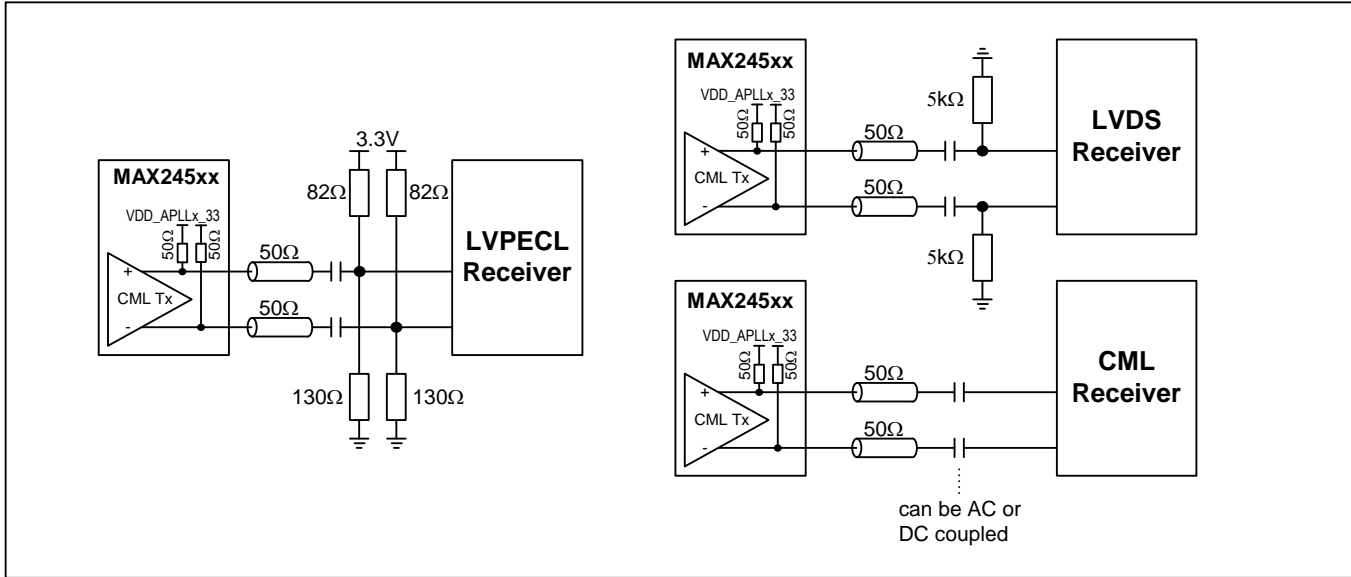 MAX245xx
VDD_APLLx_33
50Ω
50Ω
+
CML Tx
-
50Ω
50Ω
3.3V
82Ω
82Ω
130Ω
130Ω
LVPECL
Receiver
MAX245xx
VDD_APLLx_33
50Ω
50Ω
+
CML Tx
-
50Ω
50Ω
5kΩ
5kΩ
LVDS
Receiver
MAX245xx
VDD_APLLx_33
50Ω
50Ω
+
CML Tx
-
50Ω
50Ω
CML
Receiver
can be AC or
DC coupled